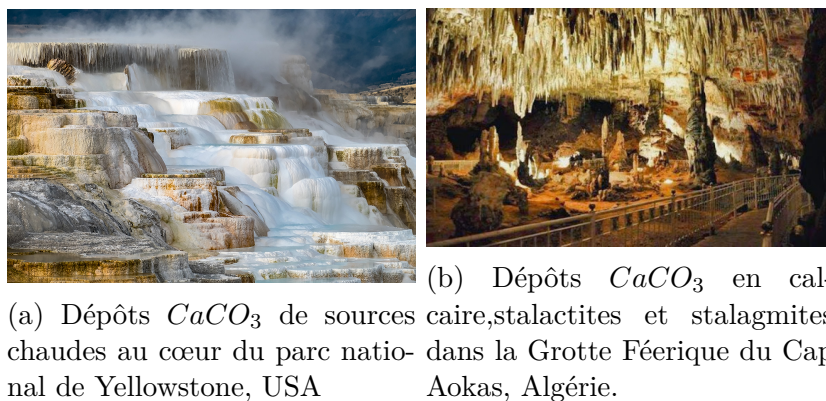 (a) Dépôts CaCO₃ de sources
chaudes au cœur du parc natio-
nal de Yellowstone, USA
(b) Dépôts CaCO₃ en cal-
caire,stalactites et stalagmites
dans la Grotte Féerique du Cap
Aokas, Algérie.